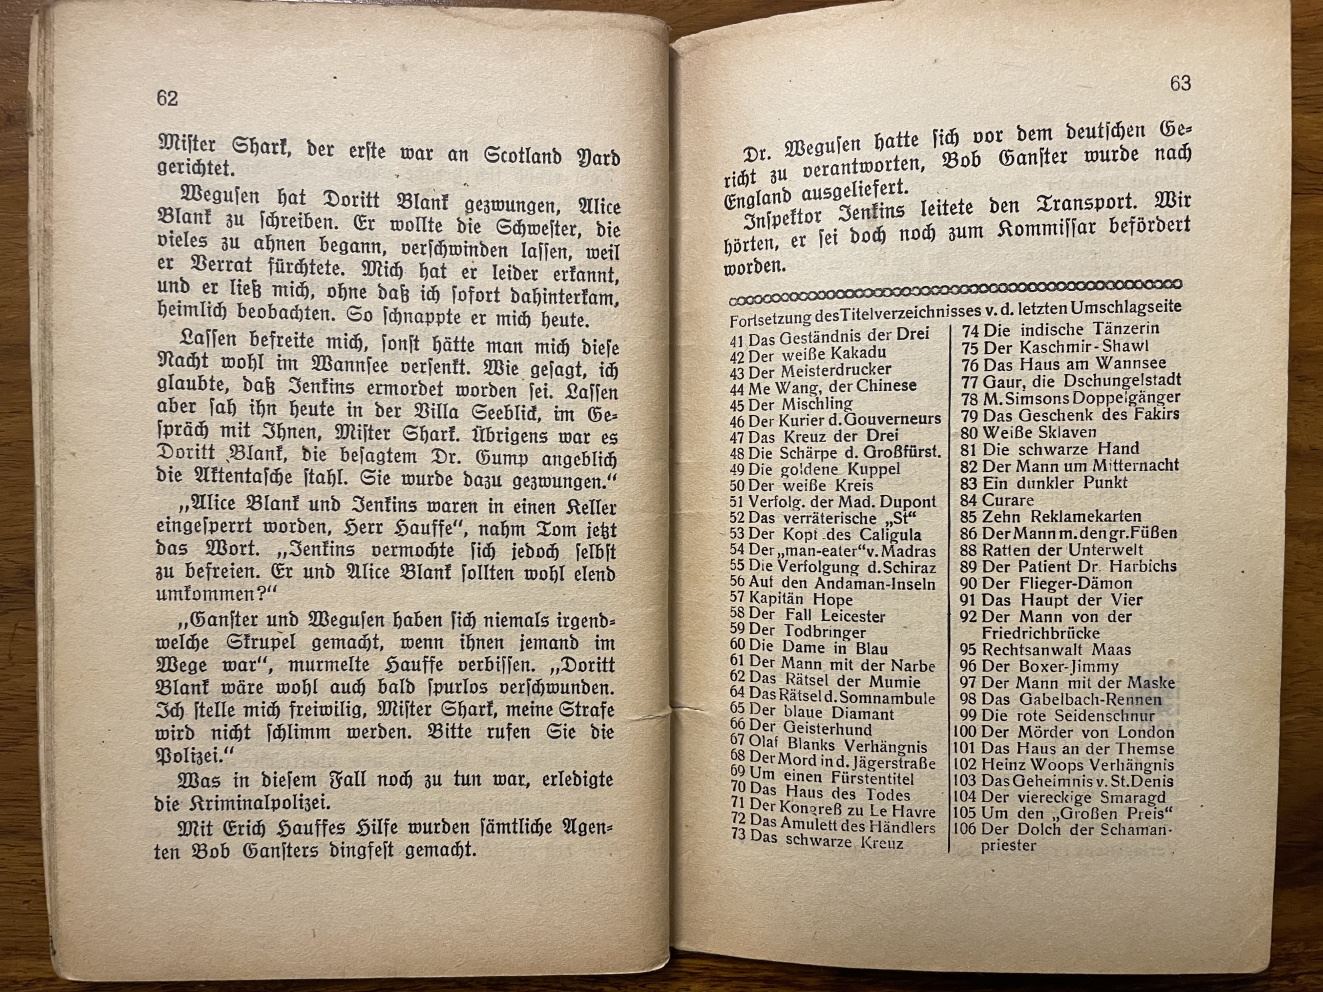 62
Mister Shark, der erste war an Scotland Yard
gerichtet.
Wegusen hat Doritt Blank gezwungen, Alice
Blank zu schreiben. Er wollte die Schwester, die
vieles zu ahnen begann, verschwinden lassen, weil
er Verrat fürchtete. Mich hat er leider erkannt,
und er ließ mich, ohne daß ich sofort dahinterkam,
heimlich beobachten. So schnappte er mich heute.
Lassen befreite mich, sonst hätte man mich diese
Nacht wohl im Wannsee versenkt. Wie gesagt, ich
glaubte, daß Jenkins ermordet worden sei. Lassen
aber sah ihn heute in der Villa Seeblick, im Ge-
spräch mit Ihnen, Mister Shark. Übrigens war es
Doritt Blank, die besagtem Dr. Gump angeblich
die Aktentasche stahl. Sie wurde dazu gezwungen.“
„Alice Blank und Jenkins waren in einen Keller
eingesperrt worden, Herr Hauffe“, nahm Tom jetzt
das Wort. „Jenkins vermochte sich jedoch selbst
zu befreien. Er und Alice Blank sollten wohl elend
umkommen?“
„Ganster und Wegusen haben sich niemals irgend-
welche Skrupel gemacht, wenn ihnen jemand im
Wege war“, murmelte Hauffe verbissen. „Doritt
Blank wäre wohl auch bald spurlos verschwunden.
Ich stelle mich freiwilig, Mister Shark, meine Strafe
wird nicht schlimm werden. Bitte rufen Sie die
Polizei.“
Was in diesem Fall noch zu tun war, erledigte
die Kriminalpolizei.
Mit Erich Hauffes Hilfe wurden sämtliche Agen-
ten Bob Gansters dingfest gemacht.
63
Dr. Wegusen hatte sich vor dem deutschen Ge-
richt zu verantworten, Bob Ganster wurde nach
England ausgeliefert.
Inspektor Jenkins leitete den Transport. Wir
hörten, er sei doch noch zum Kommissar befördert
worden.
Fortsetzung des Titelverzeichnisses v. d. letzten Umschlagseite
41 Das Geständnis der Drei
42 Der weiße Kakadu
43 Der Meisterdrucker
44 Me Wang, der Chinese
45 Der Mischling
46 Der Kurier d. Gouverneurs
47 Das Kreuz der Drei
48 Die Schärpe d. Großfürst.
49 Die goldene Kuppel
50 Der weiße Kreis
51 Verfolg. der Mad. Dupont
52 Das verräterische „St“
53 Der Kopf des Caligula
54 Der „man-eater“ v. Madras
55 Die Verfolgung d. Schiraz
56 Auf den Andaman-Inseln
57 Kapitän Hope
58 Der Fall Leicester
59 Der Todbringer
60 Die Dame in Blau
61 Der Mann mit der Narbe
62 Das Rätsel der Mumie
64 Das Rätsel d. Somnambule
65 Der blaue Diamant
66 Der Geisterhund
67 Olaf Blanks Verhängnis
68 Der Mord in d. Jägerstraße
69 Um einen Fürstentitel
70 Das Haus des Todes
71 Der Kongreß zu Le Havre
72 Das Amulett des Händlers
73 Das schwarze Kreuz
74 Die indische Tänzerin
75 Der Kaschmir-Shawl
76 Das Haus am Wannsee
77 Gaur, die Dschungelstadt
78 M. Simsons Doppelgänger
79 Das Geschenk des Fakirs
80 Weiße Sklaven
81 Die schwarze Hand
82 Der Mann um Mitternacht
83 Ein dunkler Punkt
84 Curare
85 Zehn Reklamekarten
86 Der Mann m. den gr. Füßen
88 Ratten der Unterwelt
89 Der Patient Dr. Harbichs
90 Der Flieger-Dämon
91 Das Haupt der Vier
92 Der Mann von der
Friedrichbrücke
95 Rechtsanwalt Maas
96 Der Boxer-Jimmy
97 Der Mann mit der Maske
98 Das Gabelbach-Rennen
99 Die rote Seidenschnur
100 Der Mörder von London
101 Das Haus an der Themse
102 Heinz Woops Verhängnis
103 Das Geheimnis v. St. Denis
104 Der viereckige Smaragd
105 Um den „Großen Preis“
106 Der Dolch der Schaman-
priester